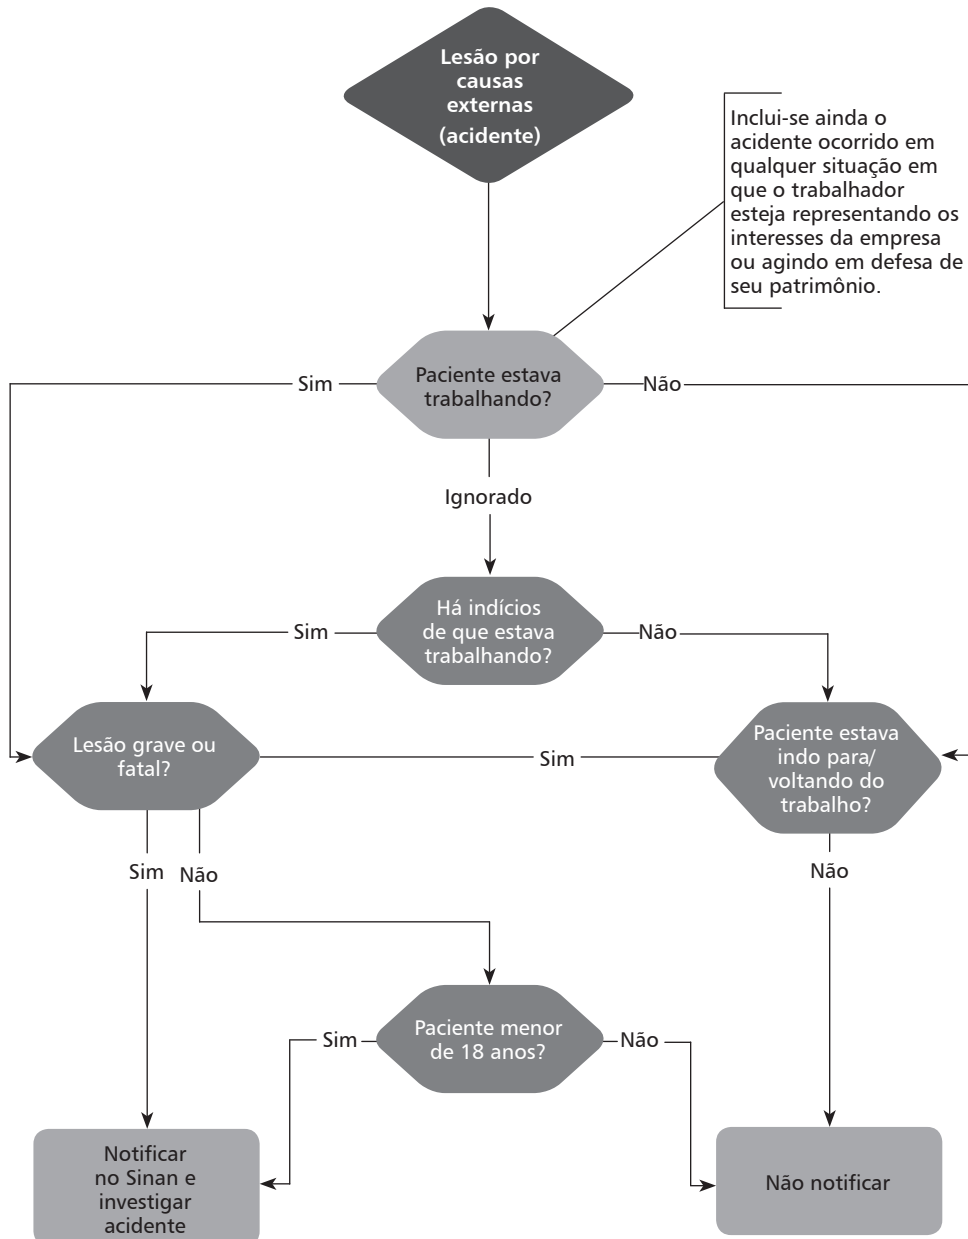 Lesão por
causas
externas
(acidente)
Inclui-se ainda o
acidente ocorrido em
qualquer situação em
que o trabalhador
esteja representando os
interesses da empresa
ou agindo em defesa de
seu patrimônio.
Paciente estava
trabalhando?
Sim
Não
Ignorado
Há indícios
de que estava
trabalhando?
Sim
Não
Lesão grave ou
fatal?
Sim
Paciente estava
indo para/
voltando do
trabalho?
Sim
Não
Não
Paciente menor
de 18 anos?
Sim
Não
Notificar
no Sinan e
investigar
acidente
Não notificar